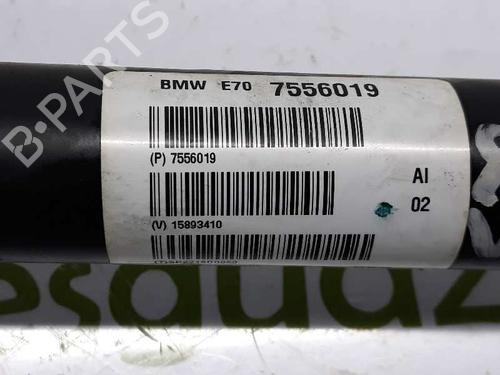 BMW E70 7556019
(P) 7556019
AI
02
(V) 15893410
B-PARTS